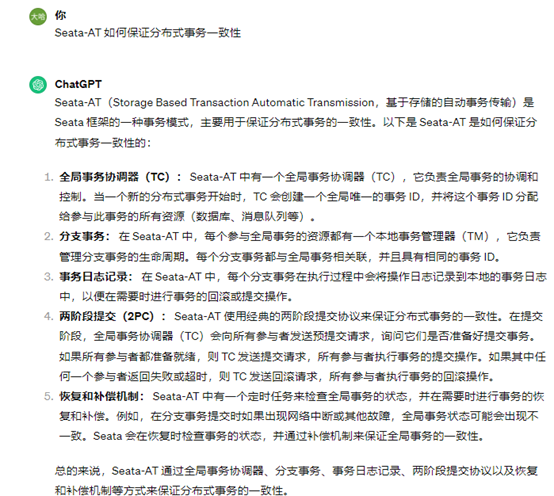 大哈
你
Seata-AT 如何保证分布式事务一致性
ChatGPT
Seata-AT（Storage Based Transaction Automatic Transmission，基于存储的自动事务传输）是
Seata 框架的一种事务模式，主要用于保证分布式事务的一致性。以下是 Seata-AT 是如何保证分
布式事务一致性的：
1. 全局事务协调器（TC）： Seata-AT 中有一个全局事务协调器（TC），它负责全局事务的协调和
控制。当一个新的分布式事务开始时，TC 会创建一个全局唯一的事务 ID，并将这个事务 ID 分配
给参与此事务的所有资源（数据库、消息队列等）。
2. 分支事务： 在 Seata-AT 中，每个参与全局事务的资源都有一个本地事务管理器（TM），它负责
管理分支事务的生命周期。每个分支事务都与全局事务相关联，并且具有相同的事务 ID。
3. 事务日志记录： 在 Seata-AT 中，每个分支事务在执行过程中会将操作日志记录到本地的事务日志
中，以便在需要时进行事务的回滚或提交操作。
4. 两阶段提交（2PC）： Seata-AT 使用经典的两阶段提交协议来保证分布式事务的一致性。在提交
阶段，全局事务协调器（TC）会向所有参与者发送预提交请求，询问它们是否准备好提交事务。
如果所有参与者都准备就绪，则 TC 发送提交请求，所有参与者执行事务的提交操作。如果其中任
何一个参与者返回失败或超时，则 TC 发送回滚请求，所有参与者执行事务的回滚操作。
5. 恢复和补偿机制： Seata-AT 中有一个定时任务来检查全局事务的状态，并在需要时进行事务的恢
复和补偿。例如，在分支事务提交时如果出现网络中断或其他故障，全局事务状态可能会出现不
一致。Seata 会在恢复时检查事务的状态，并通过补偿机制来保证全局事务的一致性。
总的来说，Seata-AT 通过全局事务协调器、分支事务、事务日志记录、两阶段提交协议以及恢复
和补偿机制等方式来保证分布式事务的一致性。